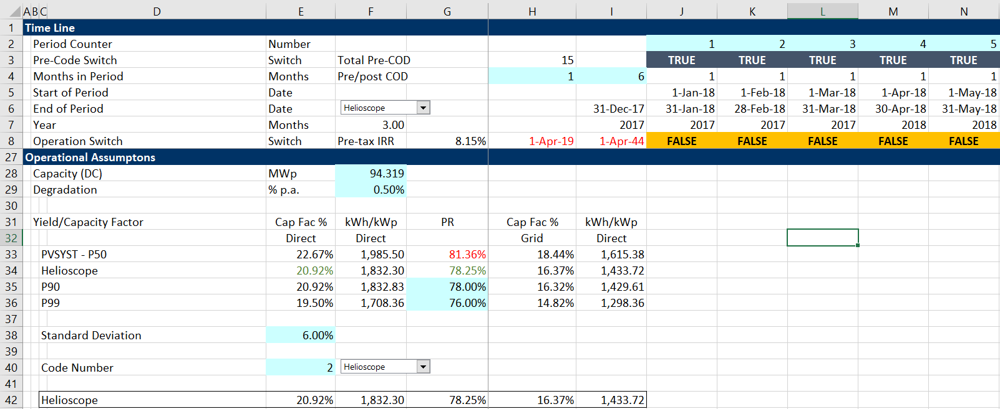 A B C D E F G H I J K L M N
1 Time Line
2 Period Counter Number 1 2 3 4 5
3 Pre-Code Switch Switch Total Pre-COD 15 TRUE TRUE TRUE TRUE TRUE
4 Months in Period Months Pre/post COD 1 6 1 1 1 1 1
5 Start of Period Date 1-Jan-18 1-Feb-18 1-Mar-18 1-Apr-18 1-May-18
6 End of Period Date Helioscope 31-Dec-17 31-Jan-18 28-Feb-18 31-Mar-18 30-Apr-18 31-May-18
7 Year Months 3.00 2017 2017 2017 2017 2018 2018
8 Operation Switch Switch Pre-tax IRR 8.15% 1-Apr-19 1-Apr-44 FALSE FALSE FALSE FALSE FALSE
27 Operational Assumptons
28 Capacity (DC) MWp 94.319
29 Degradation % p.a. 0.50%
30
31 Yield/Capacity Factor Cap Fac % kWh/kWp PR Cap Fac % kWh/kWp
32 Direct Direct Grid Direct
33 PVSYST - P50 22.67% 1,985.50 81.36% 18.44% 1,615.38
34 Helioscope 20.92% 1,832.30 78.25% 16.37% 1,433.72
35 P90 20.92% 1,832.83 78.00% 16.32% 1,429.61
36 P99 19.50% 1,708.36 76.00% 14.82% 1,298.36
37
38 Standard Deviation 6.00%
39
40 Code Number 2 Helioscope
41
42 Helioscope 20.92% 1,832.30 78.25% 16.37% 1,433.72